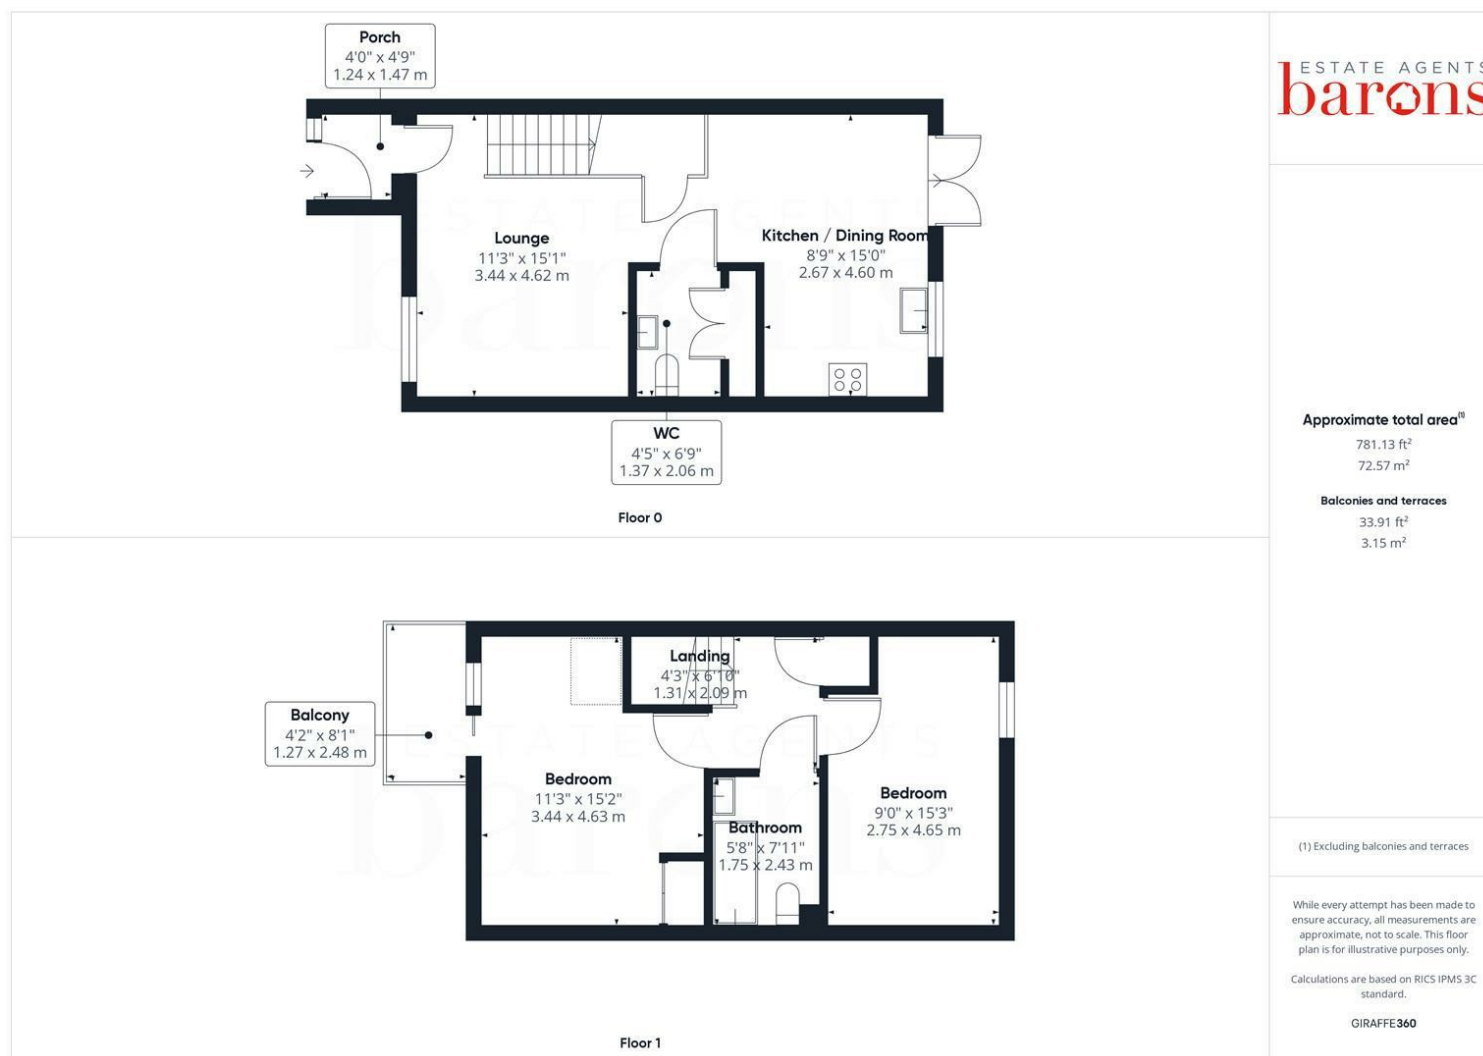 Porch
4'0" x 4'9"
1.24 x 1.47 m
Lounge
11'3" x 15'1"
3.44 x 4.62 m
Kitchen / Dining Room
8'9" x 15'0"
2.67 x 4.60 m
WC
4'5" x 6'9"
1.37 x 2.06 m
Floor 0
Landing
4'3" x 6'10"
1.31 x 2.09 m
Balcony
4'2" x 8'1"
1.27 x 2.48 m
Bedroom
11'3" x 15'2"
3.44 x 4.63 m
Bathroom
5'8" x 7'11"
1.75 x 2.43 m
Bedroom
9'0" x 15'3"
2.75 x 4.65 m
Floor 1
ESTATE AGENTS
barons
Approximate total area⁽¹⁾
781.13 ft²
72.57 m²
Balconies and terraces
33.91 ft²
3.15 m²
(1) Excluding balconies and terraces
While every attempt has been made to
ensure accuracy, all measurements are
approximate, not to scale. This floor
plan is for illustrative purposes only.
Calculations are based on RICS IPMS 3C
standard.
GIRAFFE360
ESTATE AGENTS
barons
ESTATE AGENTS
barons